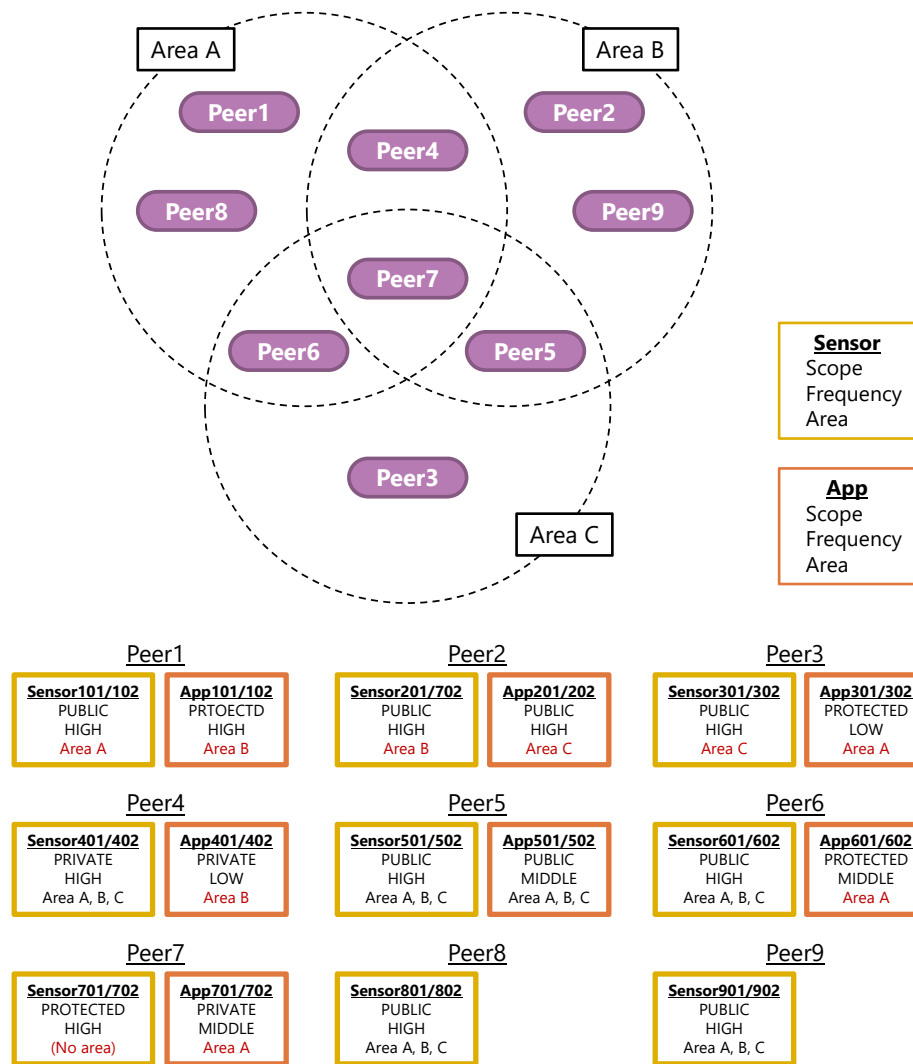 Area A
Area B
Peer1
Peer2
Peer4
Peer8
Peer9
Peer7
Peer6
Peer5
Peer3
Area C
Sensor
Scope
Frequency
Area
App
Scope
Frequency
Area
Peer1
Sensor101/102
PUBLIC
HIGH
Area A
App101/102
PRTOECTD
HIGH
Area B
Peer2
Sensor201/702
PUBLIC
HIGH
Area B
App201/202
PUBLIC
HIGH
Area C
Peer3
Sensor301/302
PUBLIC
HIGH
Area C
App301/302
PROTECTED
LOW
Area A
Peer4
Sensor401/402
PRIVATE
HIGH
Area A, B, C
App401/402
PRIVATE
LOW
Area B
Peer5
Sensor501/502
PUBLIC
HIGH
Area A, B, C
App501/502
PUBLIC
MIDDLE
Area A, B, C
Peer6
Sensor601/602
PUBLIC
HIGH
Area A, B, C
App601/602
PROTECTED
MIDDLE
Area A
Peer7
Sensor701/702
PROTECTED
HIGH
(No area)
App701/702
PRIVATE
MIDDLE
Area A
Peer8
Sensor801/802
PUBLIC
HIGH
Area A, B, C
Peer9
Sensor901/902
PUBLIC
HIGH
Area A, B, C